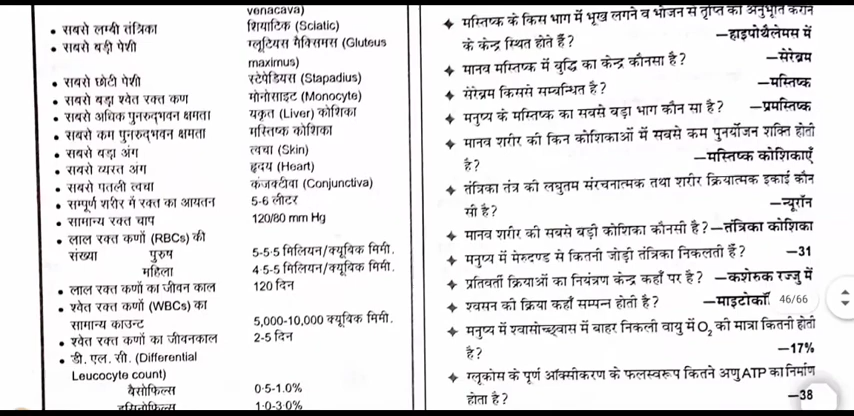 venacava)
• सबसे लम्बी तंत्रिका शियाटिक (Sciatic)
• सबसे बड़ी पेशी ग्लूटियस मैक्सिमस (Gluteus
maximus)
• सबसे छोटी पेशी स्टेपेडियस (Stapadius)
• सबसे बड़ा श्वेत रक्त कण मोनोसाइट (Monocyte)
• सबसे अधिक पुनरुद्भवन क्षमता यकृत (Liver) कोशिका
• सबसे कम पुनरुद्भवन क्षमता मस्तिष्क कोशिका
• सबसे बड़ा अंग त्वचा (Skin)
• सबसे व्यस्त अंग हृदय (Heart)
• सबसे पतली त्वचा कंजक्टीवा (Conjunctiva)
• सम्पूर्ण शरीर में रक्त का आयतन 5-6 लीटर
• सामान्य रक्त चाप 120/80 mm Hg
• लाल रक्त कणों (RBCs) की
संख्या पुरुष 5-5·5 मिलियन/क्यूविक मिमी.
महिला 4·5-5 मिलियन/क्यूविक मिमी.
• लाल रक्त कणों का जीवन काल 120 दिन
• श्वेत रक्त कणों (WBCs) का
सामान्य काउन्ट 5,000-10,000 क्यूविक मिमी.
• श्वेत रक्त कणों का जीवनकाल 2-5 दिन
• डी. एल. सी. (Differential
Leucocyte count)
बैसोफिल्स 0·5-1.0%
इसिनोफिल्स 1·0-3·0%
✦ मस्तिष्क के किस भाग में भूख लगने व भोजन से तृप्ति का अनुभूति कराने
के केन्द्र स्थित होते हैं? —हाइपोथैलेमस में
✦ मानव मस्तिष्क में बुद्धि का केन्द्र कौनसा है? —सेरेब्रम
✦ सेरेब्रम किससे सम्बन्धित है? —मस्तिष्क
✦ मनुष्य के मस्तिष्क का सबसे बड़ा भाग कौन सा है? —प्रमस्तिष्क
✦ मानव शरीर की किन कोशिकाओं में सबसे कम पुनर्योजन शक्ति होती
है? —मस्तिष्क कोशिकाएँ
✦ तंत्रिका तंत्र की लघुतम संरचनात्मक तथा शरीर क्रियात्मक इकाई कौन
सी है? —न्यूरॉन
✦ मानव शरीर की सबसे बड़ी कोशिका कौनसी है? —तंत्रिका कोशिका
✦ मनुष्य में मेरुदण्ड से कितनी जोड़ी तंत्रिका निकलती हैं? —31
✦ प्रतिवर्ती क्रियाओं का नियंत्रण केन्द्र कहाँ पर है? —कशेरुक रज्जु में
✦ श्वसन की क्रिया कहाँ सम्पन्न होती है? —माइटोकॉ 46/66
✦ मनुष्य में श्वासोच्छ्वास में बाहर निकली वायु में O₂ की मात्रा कितनी होती
है? —17%
✦ ग्लूकोस के पूर्ण ऑक्सीकरण के फलस्वरूप कितने अणु ATP का निर्माण
होता है? —38